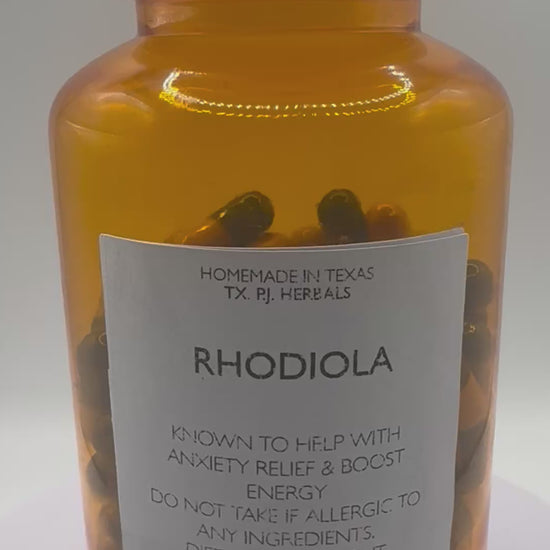 HOMEMADE IN TEXAS
TX. P.J. HERBALS
RHODIOLA
KNOWN TO HELP WITH
ANXIETY RELIEF & BOOST
ENERGY
DO NOT TAKE IF ALLERGIC TO
ANY INGREDIENTS.